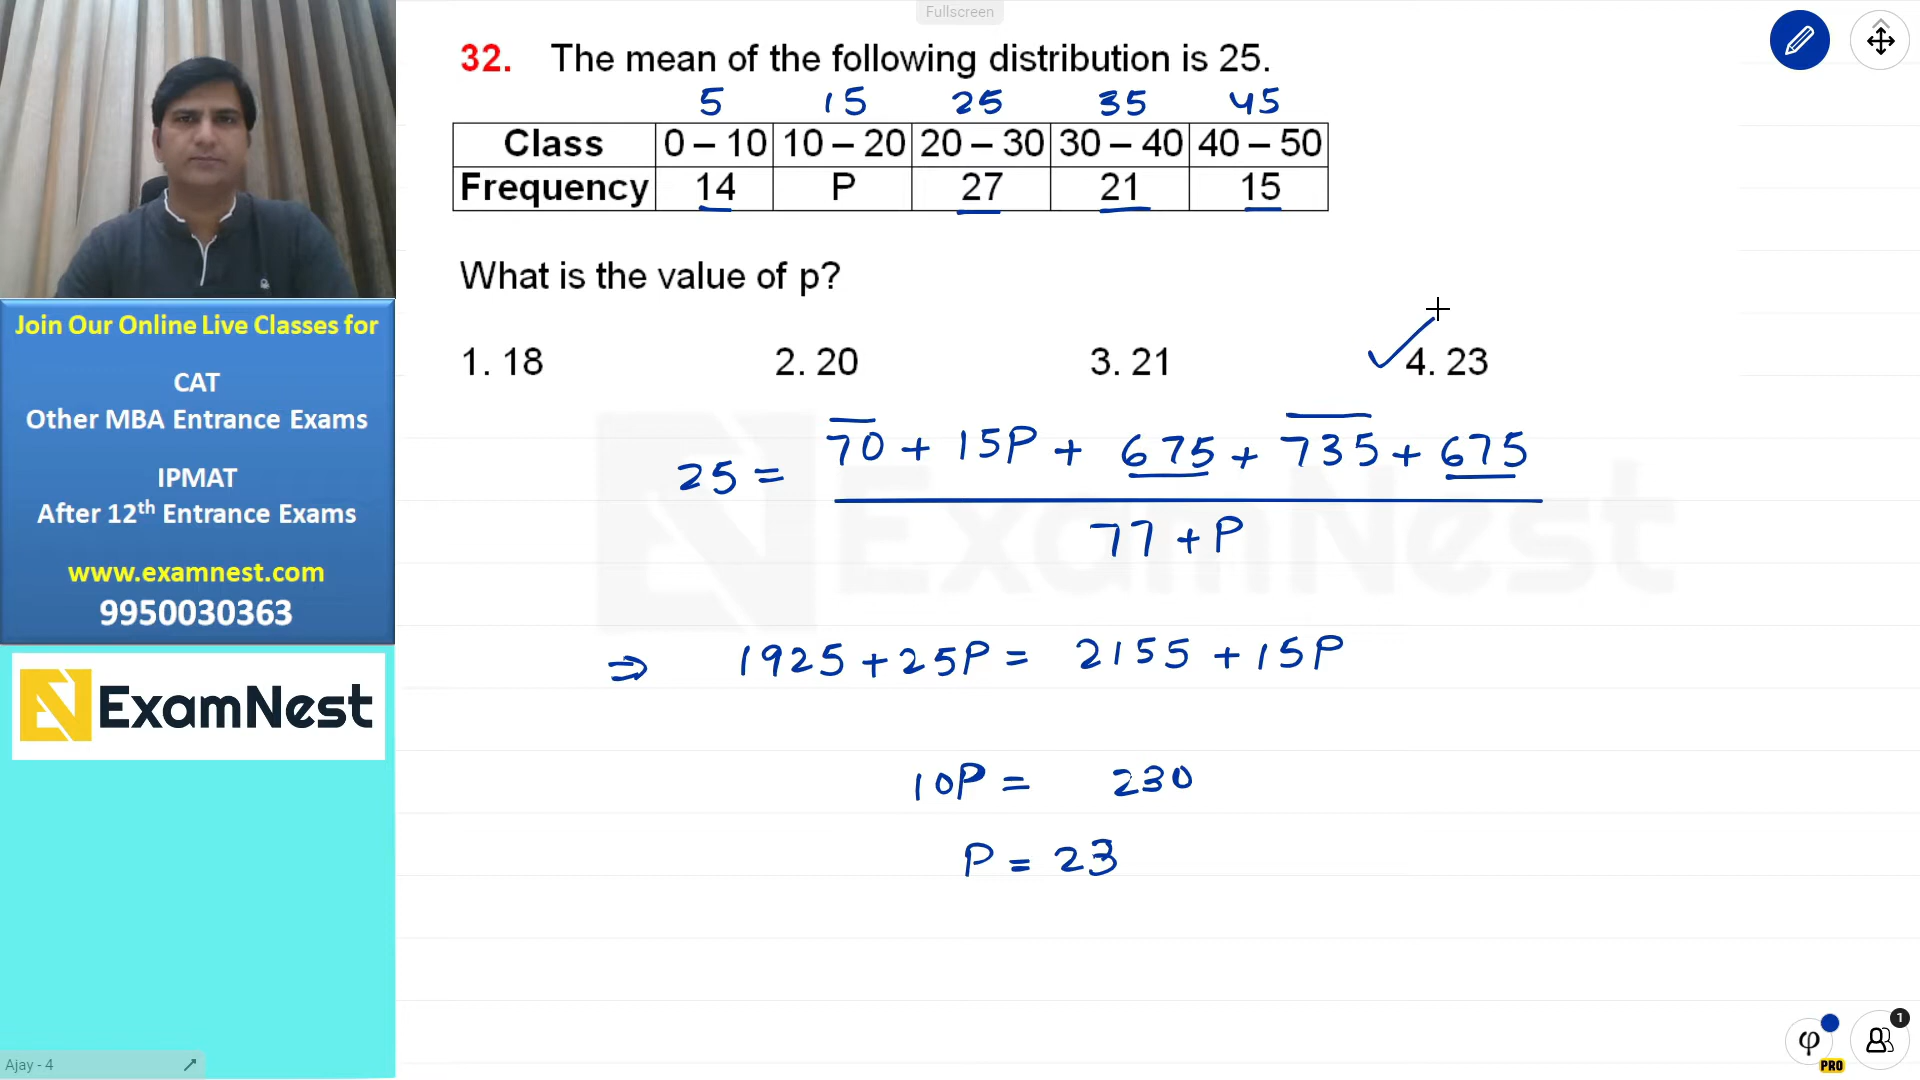 Fullscreen
32. The mean of the following distribution is 25.
5 15 25 35 45
Class 0 – 10 10 – 20 20 – 30 30 – 40 40 – 50
Frequency 14 P 27 21 15
What is the value of p?
1. 18 2. 20 3. 21 4. 23
25 = 70 + 15P + 675 + 735 + 675
77 + P
⇒ 1925 + 25P = 2155 + 15P
10P = 230
P = 23
Join Our Online Live Classes for
CAT
Other MBA Entrance Exams
IPMAT
After 12th Entrance Exams
www.examnest.com
9950030363
ExamNest
ExamNest
Ajay - 4
φ
PRO
1